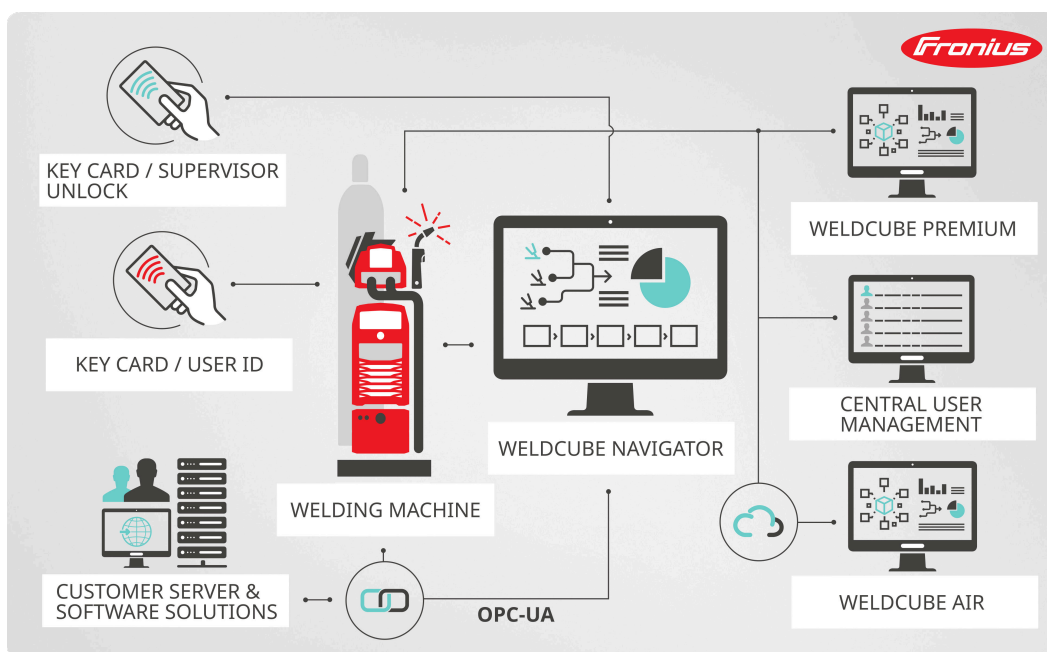 Fronius
KEY CARD / SUPERVISOR
UNLOCK
WELDCUBE PREMIUM
KEY CARD / USER ID
WELDCUBE NAVIGATOR
CENTRAL USER
MANAGEMENT
WELDING MACHINE
CUSTOMER SERVER &
SOFTWARE SOLUTIONS
OPC-UA
WELDCUBE AIR